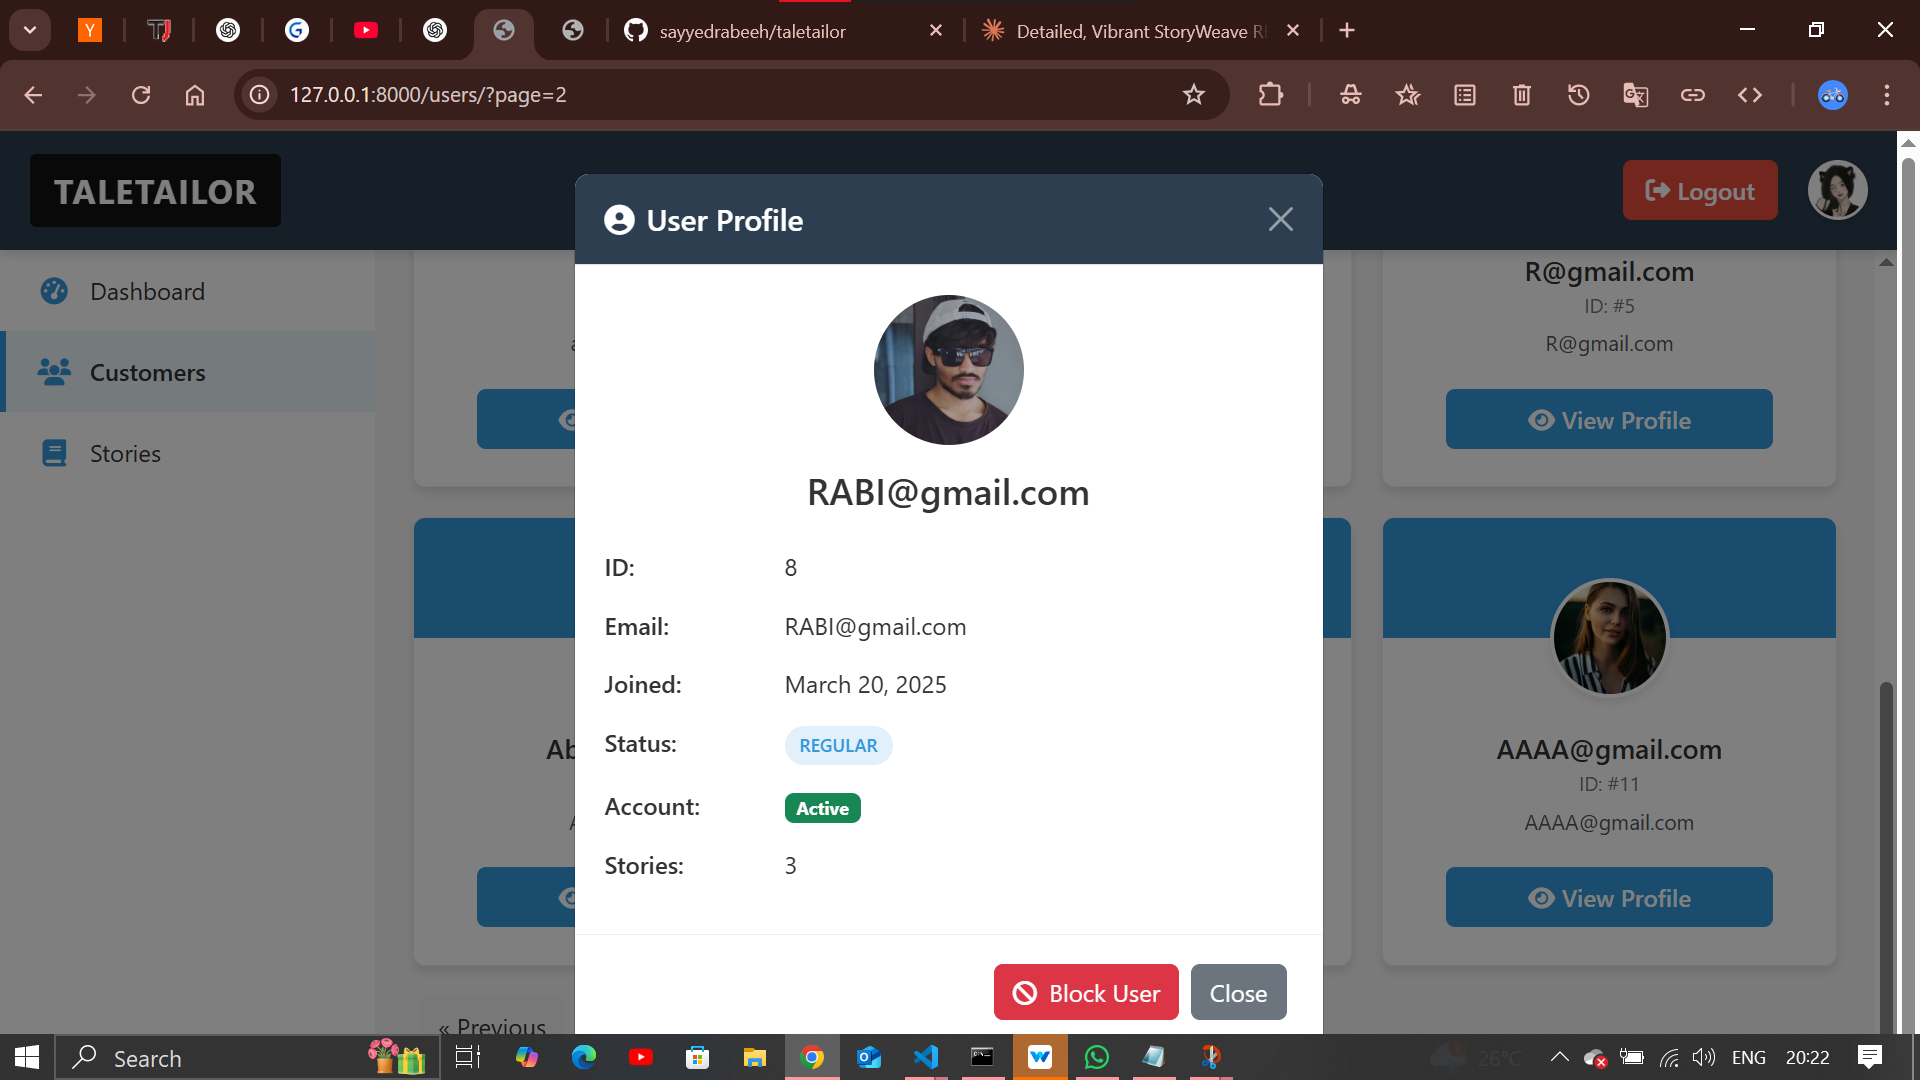 Y
TJ
G
sayyedrabeeh/taletailor
Detailed, Vibrant StoryWeave
127.0.0.1:8000/users/?page=2
TALETAILOR
Logout
User Profile
Dashboard
Customers
Stories
R@gmail.com
ID: #5
R@gmail.com
View Profile
RABI@gmail.com
ID: 8
Email: RABI@gmail.com
Joined: March 20, 2025
Status: REGULAR
Account: Active
Stories: 3
Block User
Close
Ab
AAAA@gmail.com
ID: #11
AAAA@gmail.com
View Profile
« Previous
Search
26°C
ENG
20:22